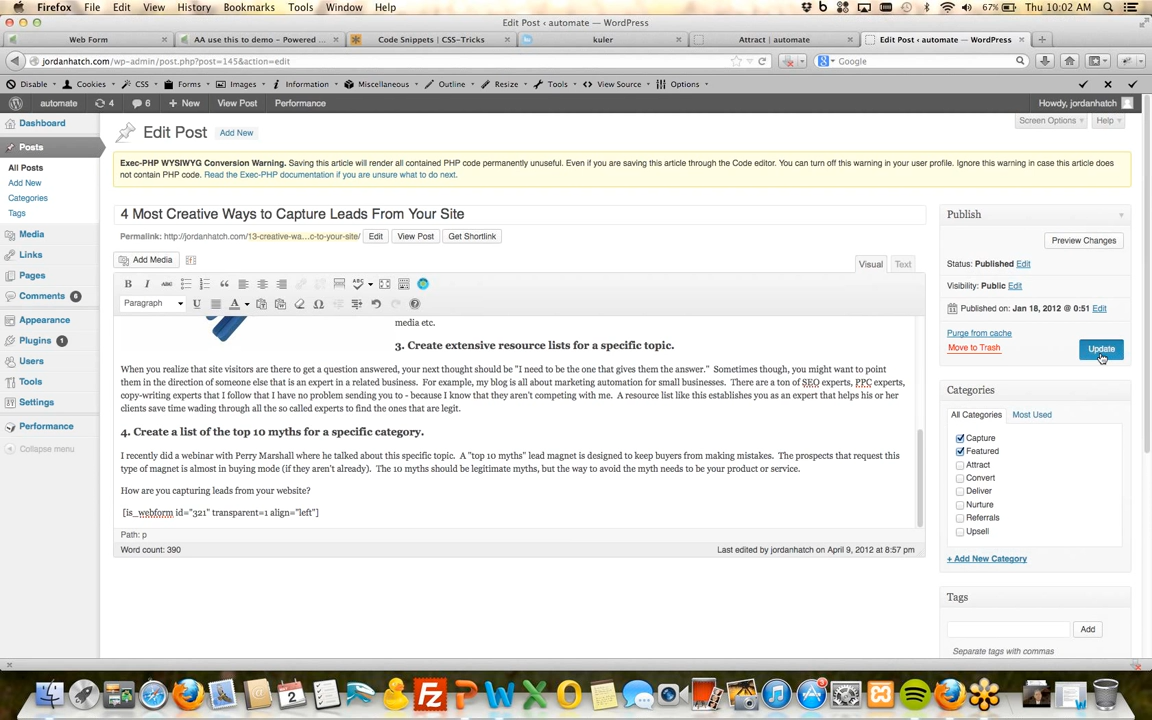 Firefox File Edit View History Bookmarks Tools Window Help 67% Thu 10:02 AM
Edit Post ‹ automate — WordPress
Web Form AA use this to demo - Powered ... Code Snippets | CSS-Tricks kuler Attract | automate Edit Post ‹ automate — WordPress
jordanhatch.com/wp-admin/post.php?post=145&action=edit Google
Disable Cookies CSS Forms Images Information Miscellaneous Outline Resize Tools View Source Options
automate 4 6 + New View Post Performance Howdy, jordanhatch
Screen Options Help
Dashboard
Posts
All Posts
Add New
Categories
Tags
Media
Links
Pages
Comments 6
Appearance
Plugins 1
Users
Tools
Settings
Performance
Collapse menu
Edit Post Add New
Exec-PHP WYSIWYG Conversion Warning. Saving this article will render all contained PHP code permanently unuseful. Even if you are saving this article through the Code editor. You can turn off this warning in your user profile. Ignore this warning in case this article does
not contain PHP code. Read the Exec-PHP documentation if you are unsure what to do next.
4 Most Creative Ways to Capture Leads From Your Site
Permalink: http://jordanhatch.com/13-creative-wa...c-to-your-site/ Edit View Post Get Shortlink
Add Media
Visual Text
B I ABC ABC
Paragraph U A
media etc.
3. Create extensive resource lists for a specific topic.
When you realize that site visitors are there to get a question answered, your next thought should be "I need to be the one that gives them the answer." Sometimes though, you might want to point
them in the direction of someone else that is an expert in a related business. For example, my blog is all about marketing automation for small businesses. There are a ton of SEO experts, PPC experts,
copy-writing experts that I follow that I have no problem sending you to - because I know that they aren't competing with me. A resource list like this establishes you as an expert that helps his or her
clients save time wading through all the so called experts to find the ones that are legit.
4. Create a list of the top 10 myths for a specific category.
I recently did a webinar with Perry Marshall where he talked about this specific topic. A "top 10 myths" lead magnet is designed to keep buyers from making mistakes. The prospects that request this
type of magnet is almost in buying mode (if they aren't already). The 10 myths should be legitimate myths, but the way to avoid the myth needs to be your product or service.
How are you capturing leads from your website?
[is_webform id="321" transparent=1 align="left"]
Path: p
Word count: 390 Last edited by jordanhatch on April 9, 2012 at 8:57 pm
Publish
Preview Changes
Status: Published Edit
Visibility: Public Edit
Published on: Jan 18, 2012 @ 0:51 Edit
Purge from cache
Move to Trash
Update
Categories
All Categories Most Used
Capture
Featured
Attract
Convert
Deliver
Nurture
Referrals
Upsell
+ Add New Category
Tags
Add
Separate tags with commas